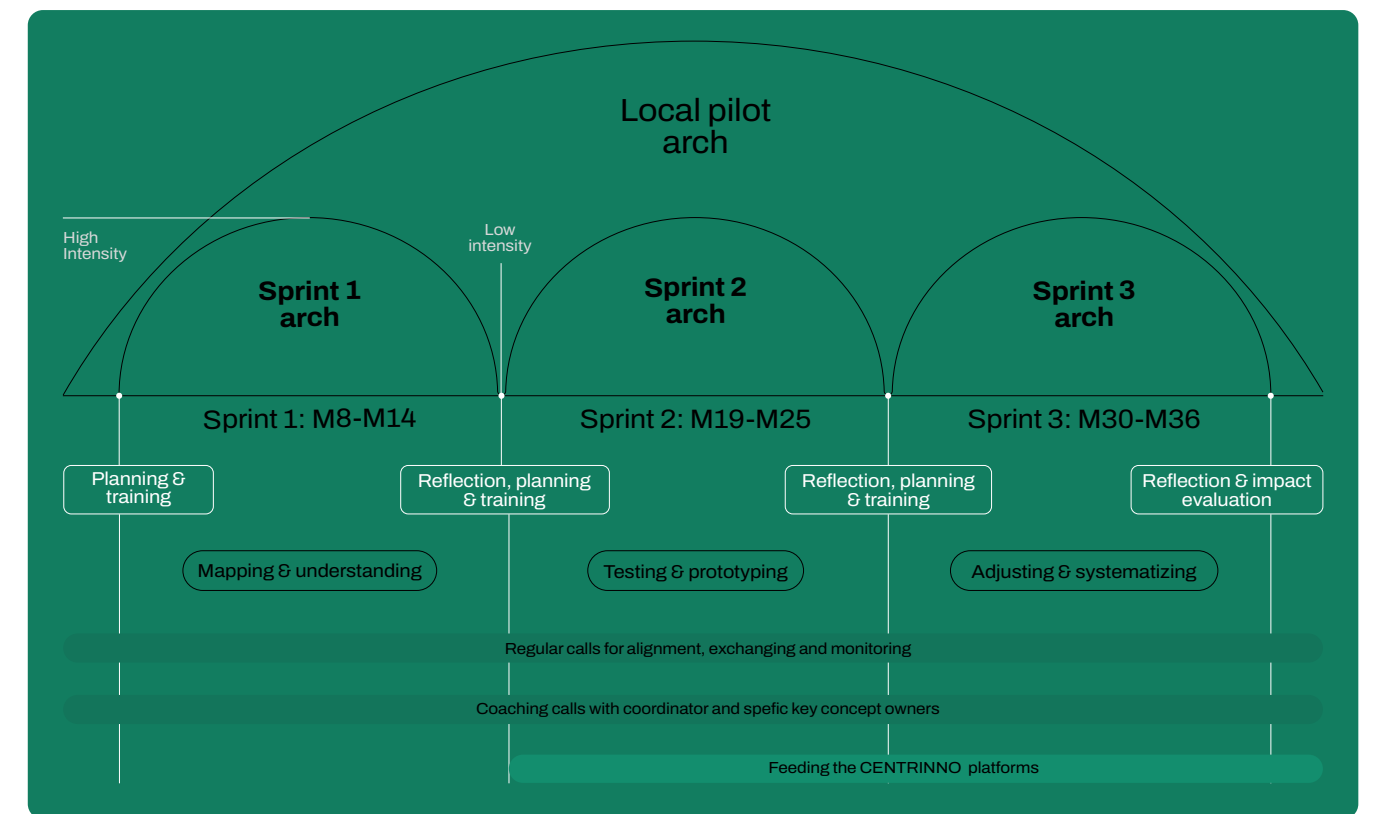 Local pilot
arch
High
Intensity
Low
intensity
Sprint 1
arch
Sprint 2
arch
Sprint 3
arch
Sprint 1: M8-M14
Sprint 2: M19-M25
Sprint 3: M30-M36
Planning &
training
Reflection, planning
& training
Reflection, planning
& training
Reflection & impact
evaluation
Mapping & understanding
Testing & prototyping
Adjusting & systematizing
Regular calls for alignment, exchanging and monitoring
Coaching calls with coordinator and spefic key concept owners
Feeding the CENTRINNO platforms